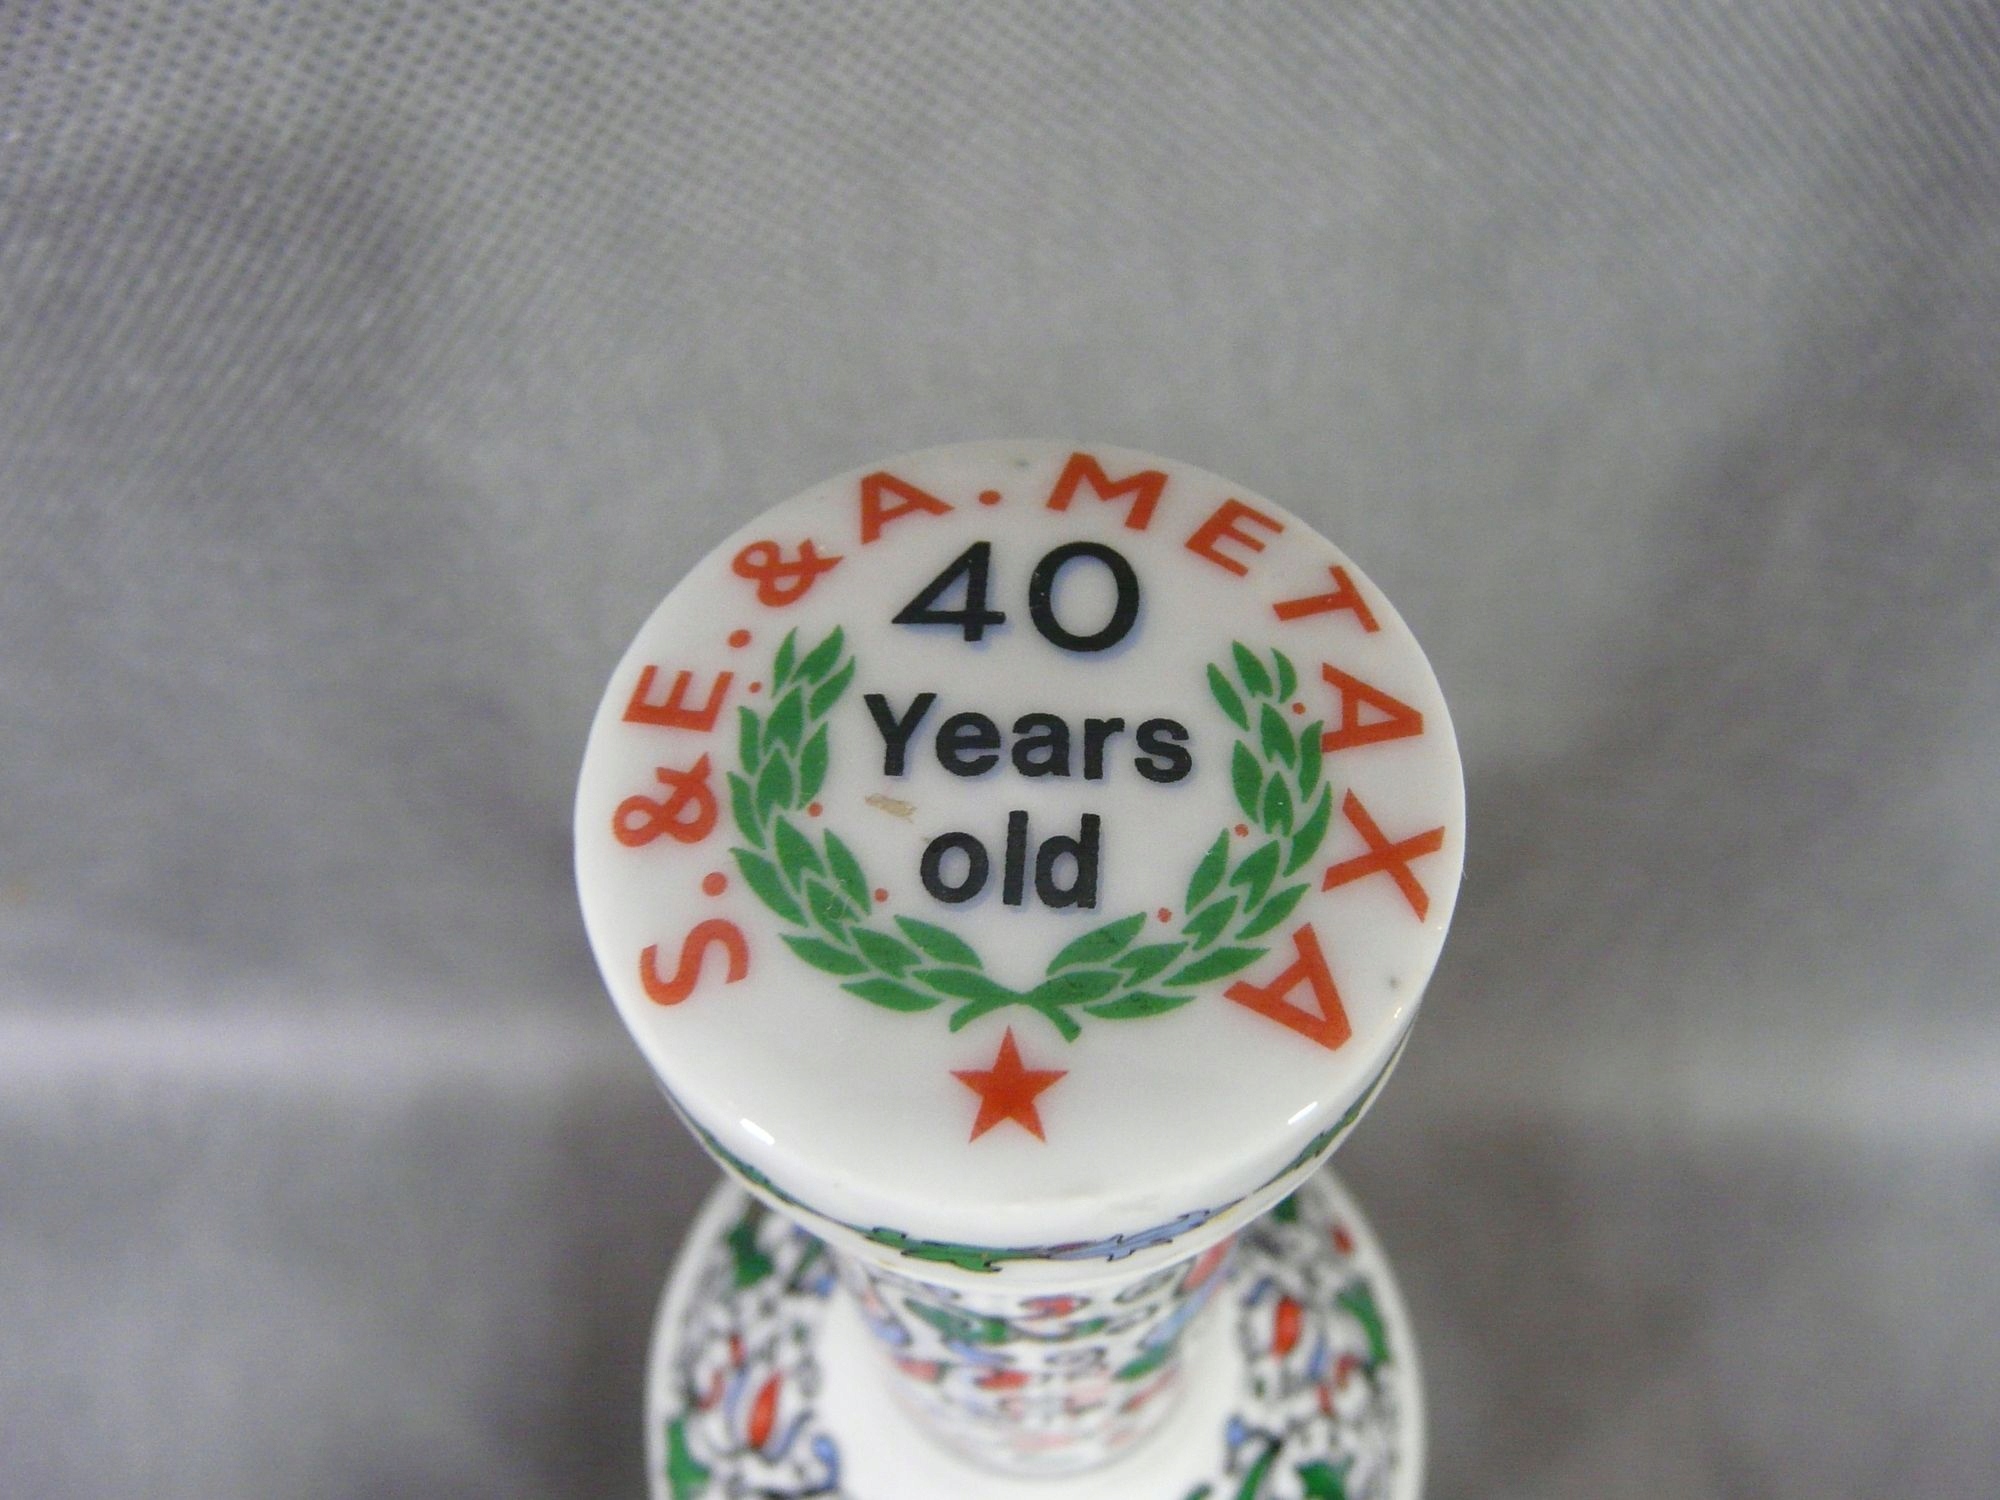 S. & E. & A. METAXA
40
Years
old